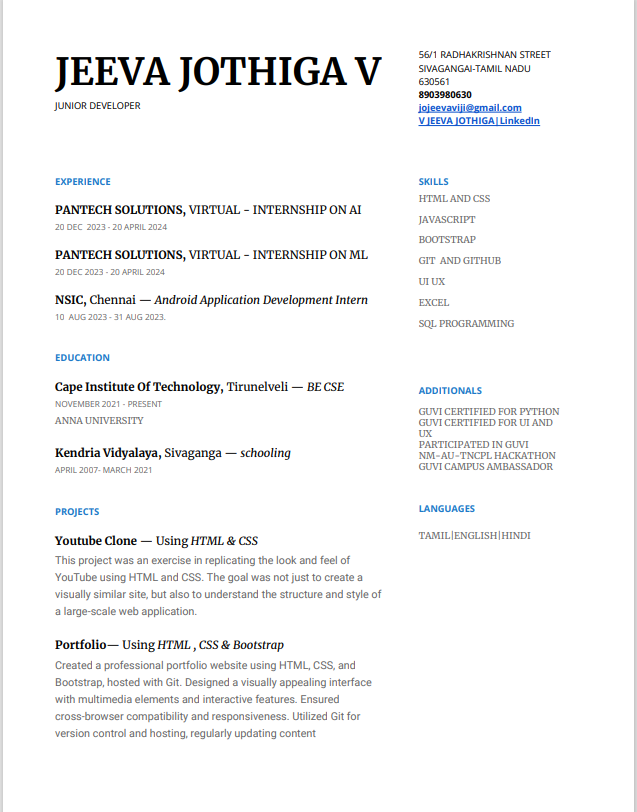 JEEVA JOTHIGA V
JUNIOR DEVELOPER
56/1 RADHAKRISHNAN STREET
SIVAGANGAI-TAMIL NADU
630561
8903980630
jojeevaviji@gmail.com
V JEEVA JOTHIGA|LinkedIn
EXPERIENCE
PANTECH SOLUTIONS, VIRTUAL - INTERNSHIP ON AI
20 DEC 2023 - 20 APRIL 2024
PANTECH SOLUTIONS, VIRTUAL - INTERNSHIP ON ML
20 DEC 2023 - 20 APRIL 2024
NSIC, Chennai — Android Application Development Intern
10 AUG 2023 - 31 AUG 2023.
EDUCATION
Cape Institute Of Technology, Tirunelveli — BE CSE
NOVEMBER 2021 - PRESENT
ANNA UNIVERSITY
Kendria Vidyalaya, Sivaganga — schooling
APRIL 2007- MARCH 2021
PROJECTS
Youtube Clone — Using HTML & CSS
This project was an exercise in replicating the look and feel of
YouTube using HTML and CSS. The goal was not just to create a
visually similar site, but also to understand the structure and style of
a large-scale web application.
Portfolio— Using HTML , CSS & Bootstrap
Created a professional portfolio website using HTML, CSS, and
Bootstrap, hosted with Git. Designed a visually appealing interface
with multimedia elements and interactive features. Ensured
cross-browser compatibility and responsiveness. Utilized Git for
version control and hosting, regularly updating content
SKILLS
HTML AND CSS
JAVASCRIPT
BOOTSTRAP
GIT AND GITHUB
UI UX
EXCEL
SQL PROGRAMMING
ADDITIONALS
GUVI CERTIFIED FOR PYTHON
GUVI CERTIFIED FOR UI AND
UX
PARTICIPATED IN GUVI
NM-AU-TNCPL HACKATHON
GUVI CAMPUS AMBASSADOR
LANGUAGES
TAMIL|ENGLISH|HINDI